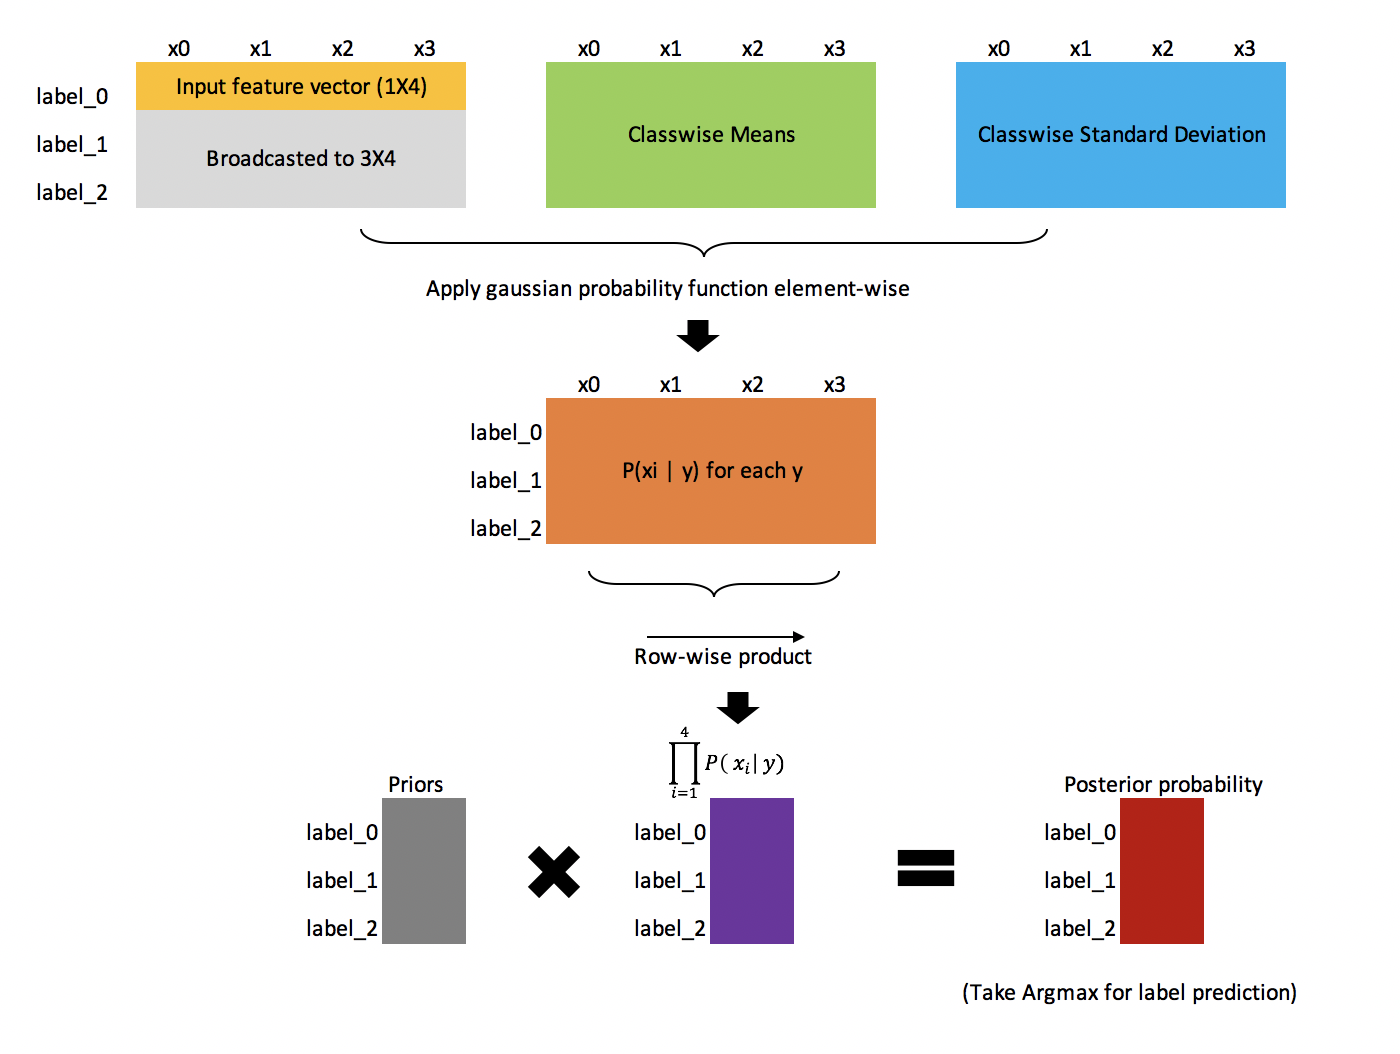 x0 x1 x2 x3 x0 x1 x2 x3 x0 x1 x2 x3
label_0 Input feature vector (1X4)
label_1 Broadcasted to 3X4 Classwise Means Classwise Standard Deviation
label_2
Apply gaussian probability function element-wise
x0 x1 x2 x3
label_0
label_1 P(xi | y) for each y
label_2
Row-wise product
4
∏ P( xᵢ| y)
i=1
Priors Posterior probability
label_0 label_0 label_0
label_1 label_1 label_1
label_2 label_2 label_2
(Take Argmax for label prediction)